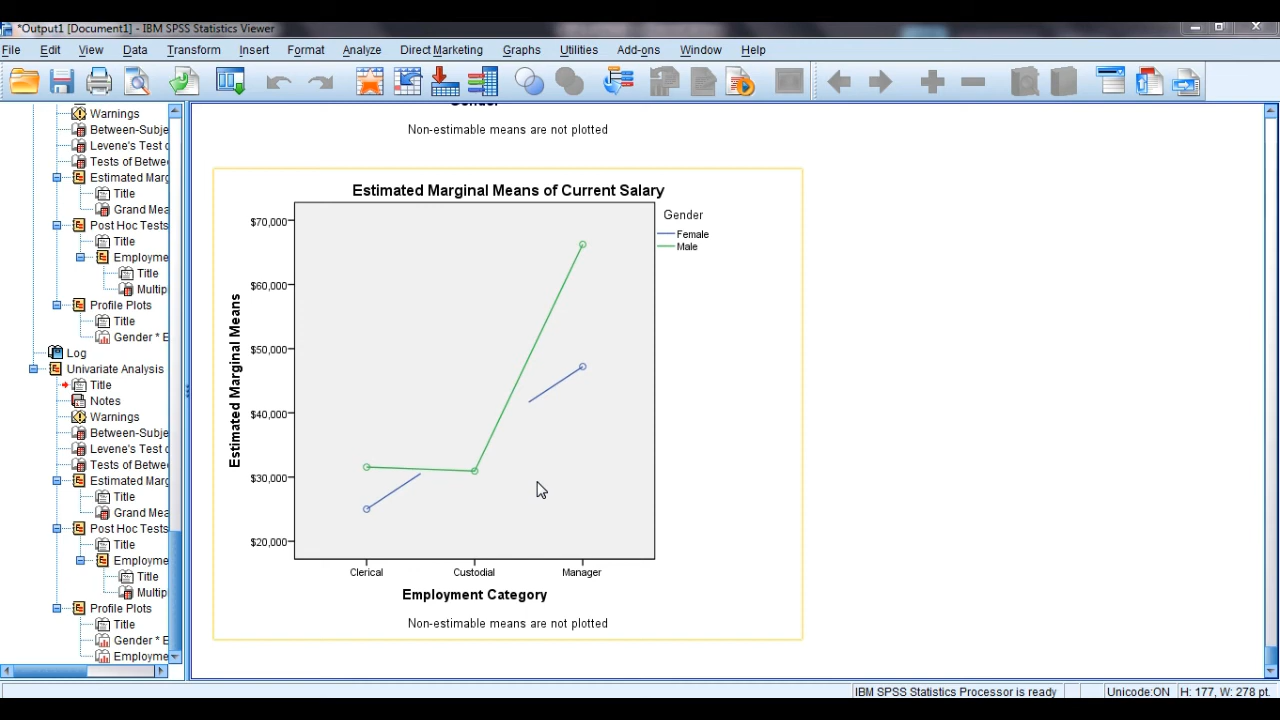 *Output1 [Document1] - IBM SPSS Statistics Viewer
File Edit View Data Transform Insert Format Analyze Direct Marketing Graphs Utilities Add-ons Window Help
Warnings
Between-Subje
Levene's Test o
Tests of Betwee
Estimated Marg
Title
Grand Mea
Post Hoc Tests
Title
Employme
Title
Multip
Profile Plots
Title
Gender * E
Log
Univariate Analysis
Title
Notes
Warnings
Between-Subje
Levene's Test o
Tests of Betwee
Estimated Marg
Title
Grand Mea
Post Hoc Tests
Title
Employme
Title
Multip
Profile Plots
Title
Gender * E
Employme
Gender
Non-estimable means are not plotted
Estimated Marginal Means of Current Salary
Estimated Marginal Means
$70,000
$60,000
$50,000
$40,000
$30,000
$20,000
Clerical Custodial Manager
Employment Category
Non-estimable means are not plotted
Gender
Female
Male
IBM SPSS Statistics Processor is ready Unicode:ON H: 177, W: 278 pt.